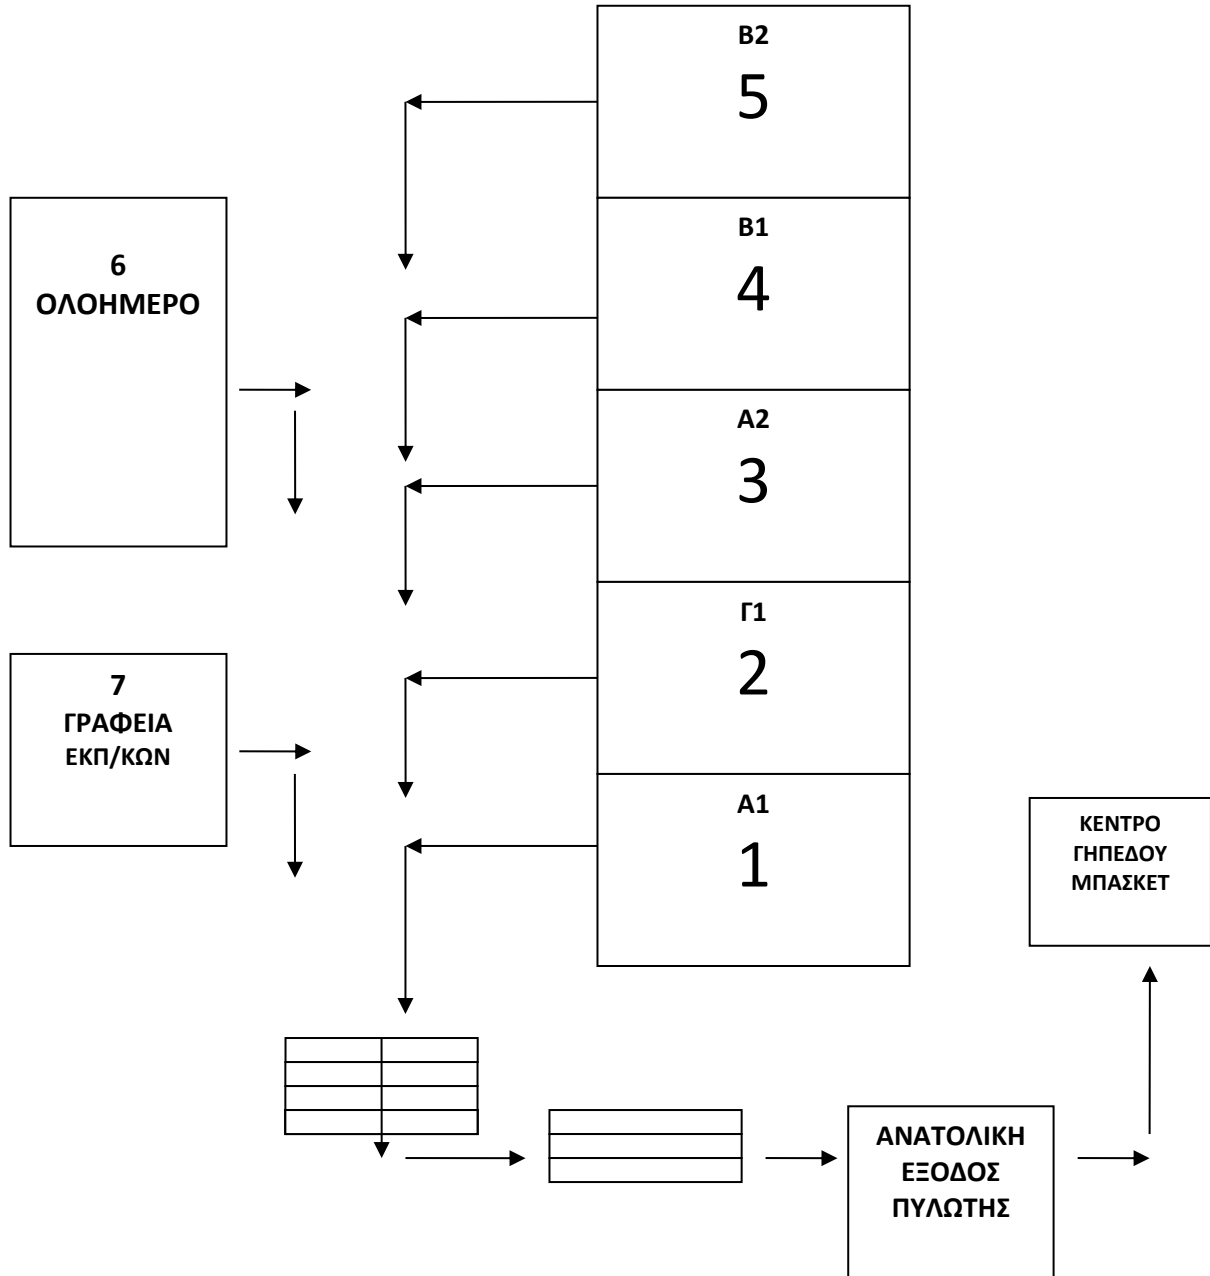 Β2
5
Β1
4
6
ΟΛΟΗΜΕΡΟ
Α2
3
Γ1
2
7
ΓΡΑΦΕΙΑ
ΕΚΠ/ΚΩΝ
Α1
1
ΚΕΝΤΡΟ
ΓΗΠΕΔΟΥ
ΜΠΑΣΚΕΤ
ΑΝΑΤΟΛΙΚΗ
ΕΞΟΔΟΣ
ΠΥΛΩΤΗΣ